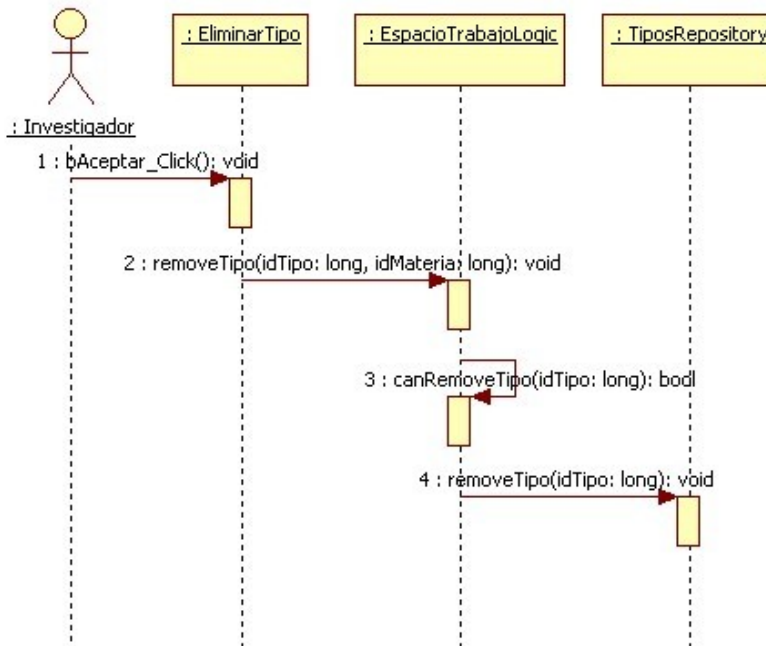 : EliminarTipo
: EspacioTrabajoLogic
: TiposRepository
: Investigador
1 : bAceptar_Click(): void
2 : removeTipo(idTipo: long, idMateria: long): void
3 : canRemoveTipo(idTipo: long): bool
4 : removeTipo(idTipo: long): void